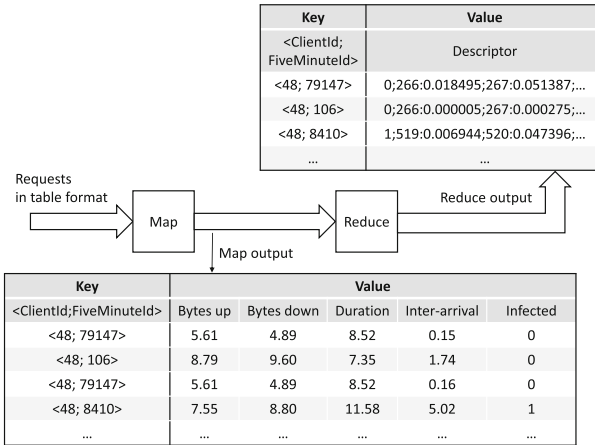 Key Value
<ClientId; FiveMinuteId> Descriptor
<48; 79147> 0;266:0.018495;267:0.051387;...
<48; 106> 0;266:0.000005;267:0.000275;...
<48; 8410> 1;519:0.006944;520:0.047396;...
... ...
Requests
in table format
Map
Reduce
Reduce output
Map output
Key Value
<ClientId;FiveMinuteId> Bytes up Bytes down Duration Inter-arrival Infected
<48; 79147> 5.61 4.89 8.52 0.15 0
<48; 106> 8.79 9.60 7.35 1.74 0
<48; 79147> 5.61 4.89 8.52 0.16 0
<48; 8410> 7.55 8.80 11.58 5.02 1
... ... ... ... ... ...